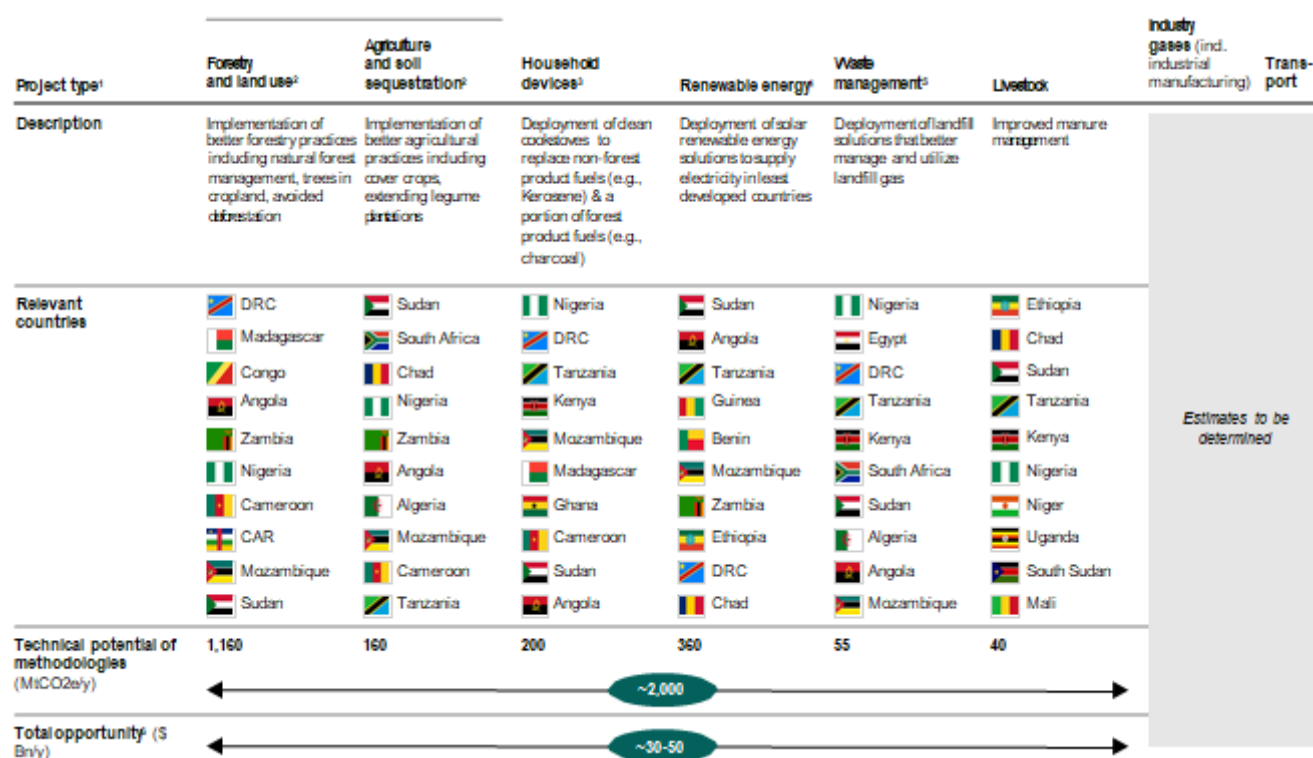 Project type¹
Forestry
and land use²
Agriculture
and soil
sequestration²
Household
devices³
Renewable energy⁴
Waste
management⁵
Livestock
Industry
gases (incl.
industrial
manufacturing)
Trans-
port
Description
Implementation of
better forestry practices
including natural forest
management, trees in
cropland, avoided
deforestation
Implementation of
better agricultural
practices including
cover crops,
extending legume
plantations
Deployment of clean
cookstoves to
replace non-forest
product fuels (e.g.,
Kerosene) & a
portion of forest
product fuels (e.g.,
charcoal)
Deployment of solar
renewable energy
solutions to supply
electricity in least
developed countries
Deployment of landfill
solutions that better
manage and utilize
landfill gas
Improved manure
management
Relevant
countries
DRC
Madagascar
Congo
Angola
Zambia
Nigeria
Cameroon
CAR
Mozambique
Sudan
Sudan
South Africa
Chad
Nigeria
Zambia
Angola
Algeria
Mozambique
Cameroon
Tanzania
Nigeria
DRC
Tanzania
Kenya
Mozambique
Madagascar
Ghana
Cameroon
Sudan
Angola
Sudan
Angola
Tanzania
Guinea
Benin
Mozambique
Zambia
Ethiopia
DRC
Chad
Nigeria
Egypt
DRC
Tanzania
Kenya
South Africa
Sudan
Algeria
Angola
Mozambique
Ethiopia
Chad
Sudan
Tanzania
Kenya
Nigeria
Niger
Uganda
South Sudan
Mali
Estimates to be
determined
Technical potential of
methodologies
(MtCO2e/y)
1,160
160
200
360
55
40
~2,000
Total opportunity⁶ ($
Bn/y)
~30-50